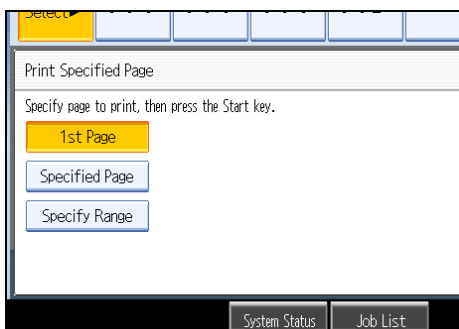 Select►
Print Specified Page
Specify page to print, then press the Start key.
1st Page
Specified Page
Specify Range
System Status
Job List